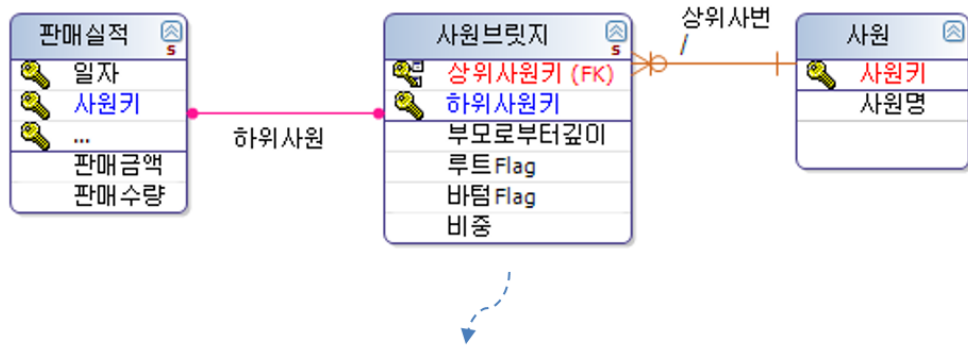 판매실적
s
일자
사원키
...
판매금액
판매수량
하위사원
사원브릿지
s
상위사원키 (FK)
하위사원키
부모로부터깊이
루트Flag
바텀Flag
비중
상위사번
/
사원
사원키
사원명